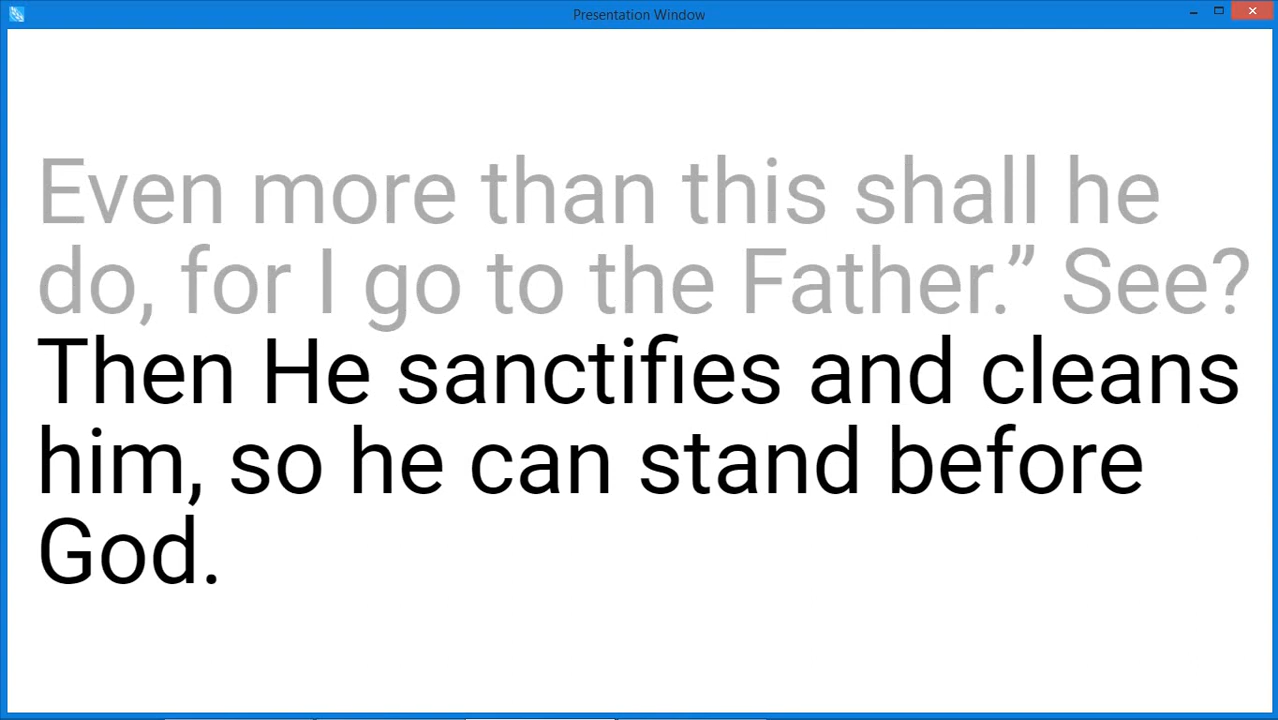 Presentation Window
Even more than this shall he
do, for I go to the Father.” See?
Then He sanctifies and cleans
him, so he can stand before
God.